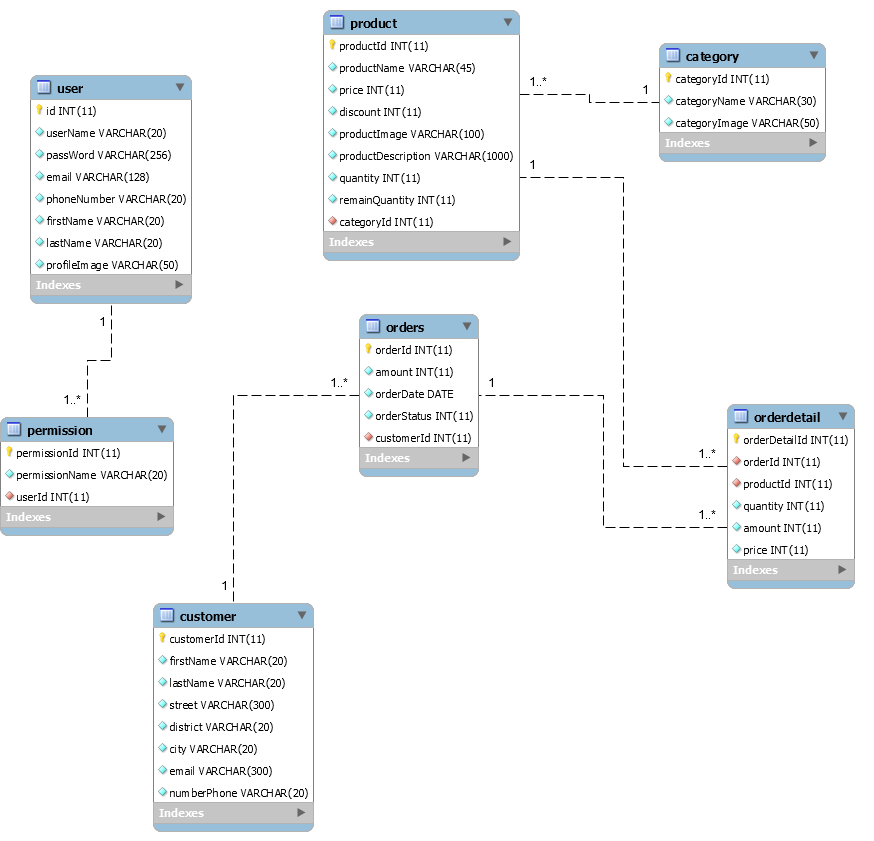 product
productId INT(11)
productName VARCHAR(45)
price INT(11)
discount INT(11)
productImage VARCHAR(100)
productDescription VARCHAR(1000)
quantity INT(11)
remainQuantity INT(11)
categoryId INT(11)
Indexes
category
categoryId INT(11)
categoryName VARCHAR(30)
categoryImage VARCHAR(50)
Indexes
1..*
1
1
user
id INT(11)
userName VARCHAR(20)
passWord VARCHAR(256)
email VARCHAR(128)
phoneNumber VARCHAR(20)
firstName VARCHAR(20)
lastName VARCHAR(20)
profileImage VARCHAR(50)
Indexes
1
1..*
permission
permissionId INT(11)
permissionName VARCHAR(20)
userId INT(11)
Indexes
orders
orderId INT(11)
amount INT(11)
orderDate DATE
orderStatus INT(11)
customerId INT(11)
Indexes
1..*
1
1
1..*
1..*
orderdetail
orderDetailId INT(11)
orderId INT(11)
productId INT(11)
quantity INT(11)
amount INT(11)
price INT(11)
Indexes
customer
customerId INT(11)
firstName VARCHAR(20)
lastName VARCHAR(20)
street VARCHAR(300)
district VARCHAR(20)
city VARCHAR(20)
email VARCHAR(300)
numberPhone VARCHAR(20)
Indexes